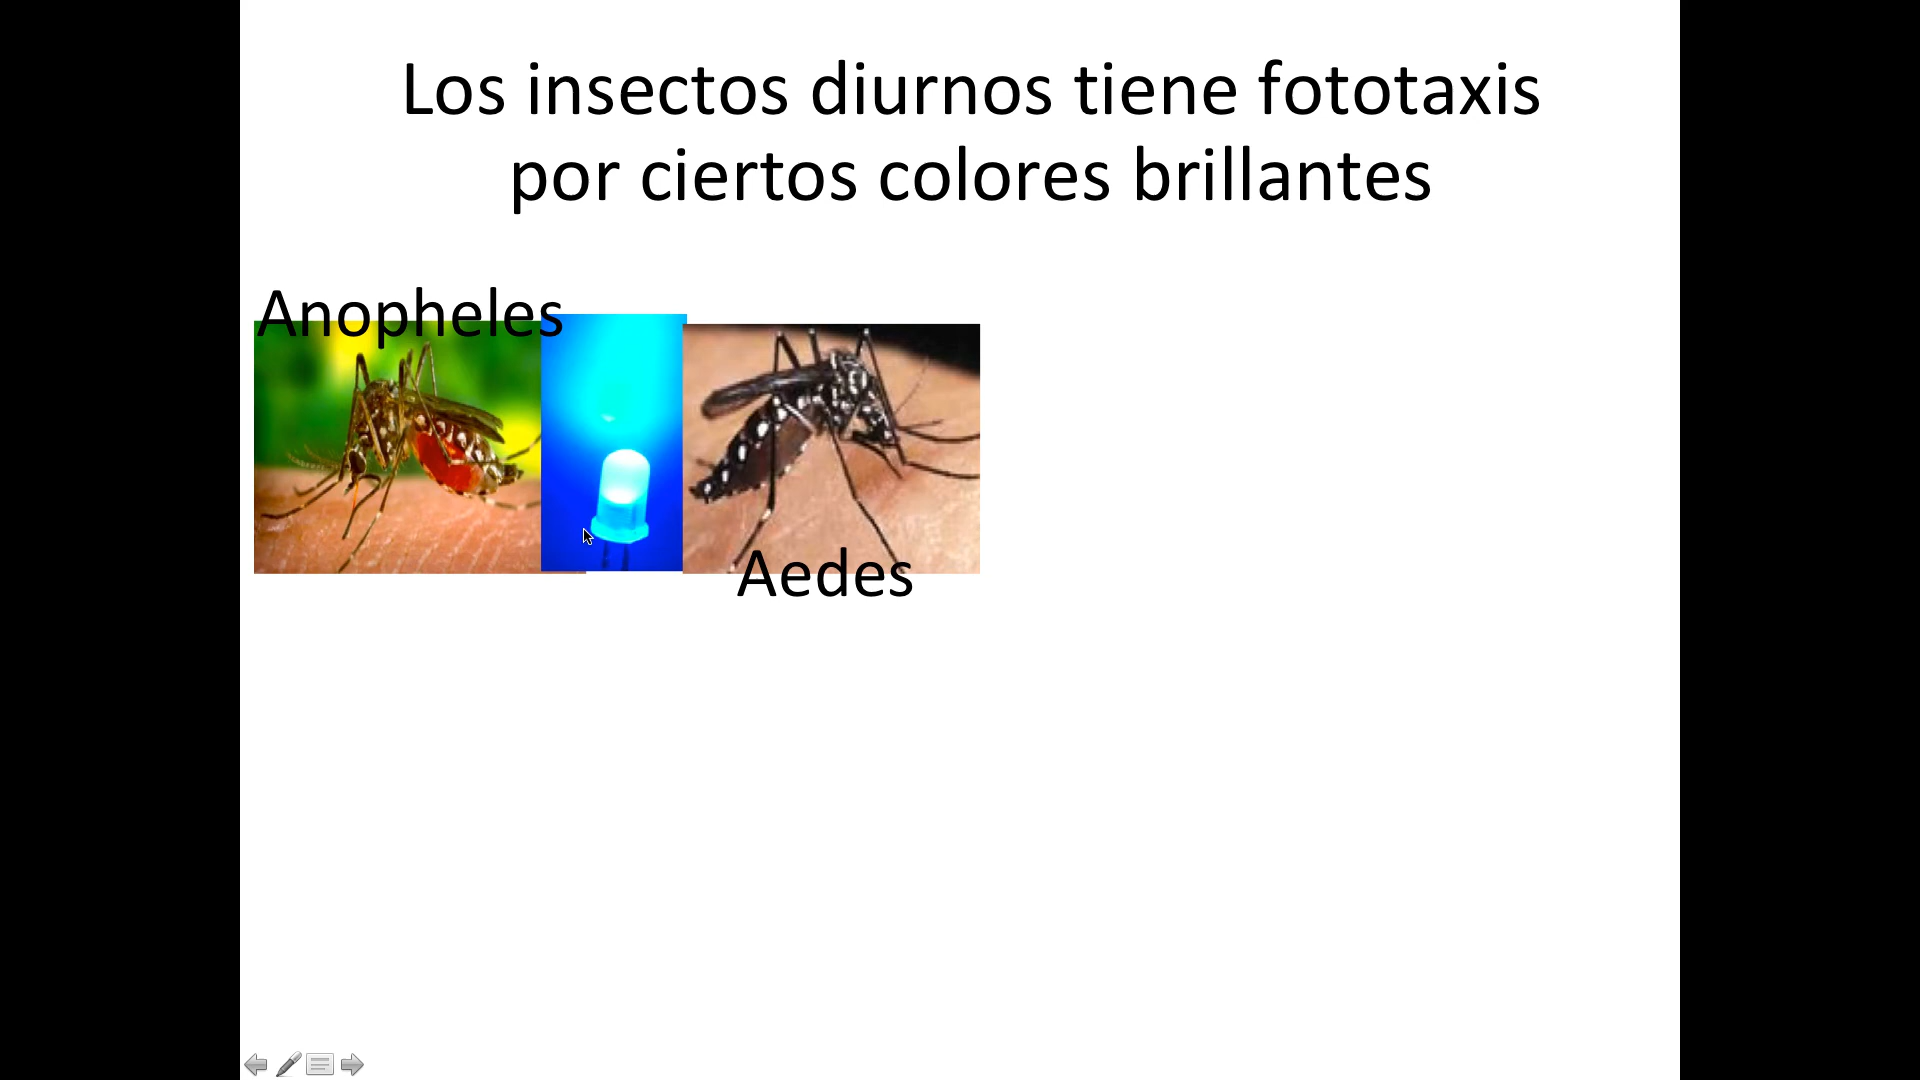 Los insectos diurnos tiene fototaxis
por ciertos colores brillantes
Anopheles
Aedes